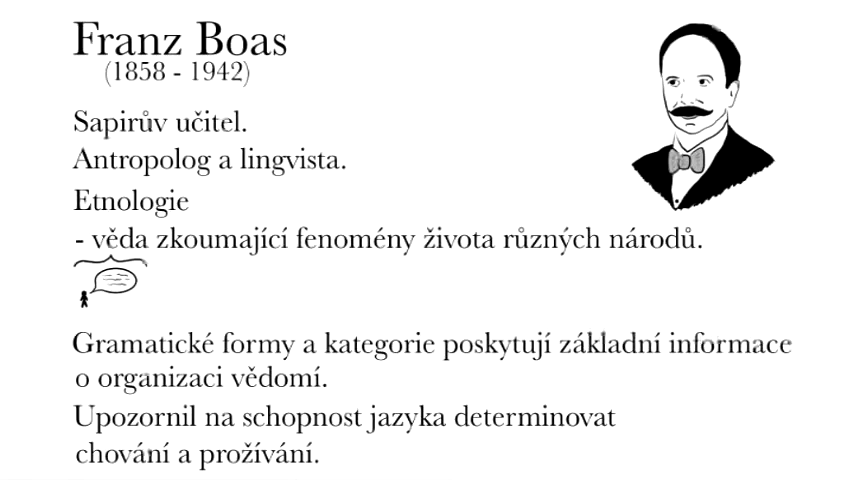 Franz Boas
(1858 - 1942)
Sapirův učitel.
Antropolog a lingvista.
Etnologie
- věda zkoumající fenomény života různých národů.
Gramatické formy a kategorie poskytují základní informace
o organizaci vědomí.
Upozornil na schopnost jazyka determinovat
chování a prožívání.